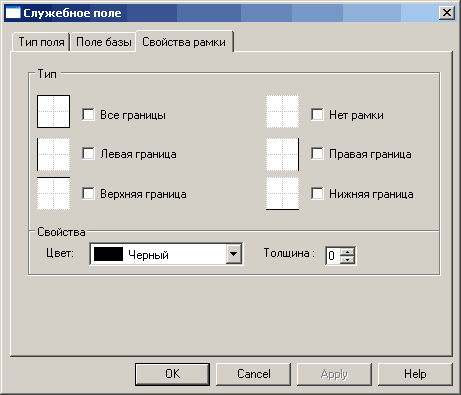 Служебное поле
Тип поля Поле базы Свойства рамки
Тип
Все границы Нет рамки
Левая граница Правая граница
Верхняя граница Нижняя граница
Свойства
Цвет: Черный Толщина : 0
OK Cancel Apply Help